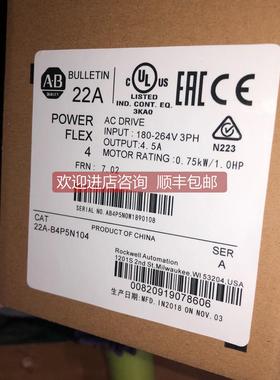 A-B
BULLETIN
22A
UL
LISTED
IND. CONT. EQ.
3KA0
EAC
CE
N223
POWER
FLEX
4
AC DRIVE
INPUT : 180-264V 3PH
OUTPUT: 4.5A
MOTOR RATING : 0.75kW/1.0HP
FRN : 7.02
欢迎进店咨询 顺丰包邮
SERIAL NO.AB4P5N0W1890108
CAT
22A-B4P5N104
PRODUCT OF CHINA
SER
A
Rockwell Automation
1201S 2nd St.Milwaukee,WI 53204,USA
00820919078606
生产日期:MFD. IN2018 ON NOV. 03